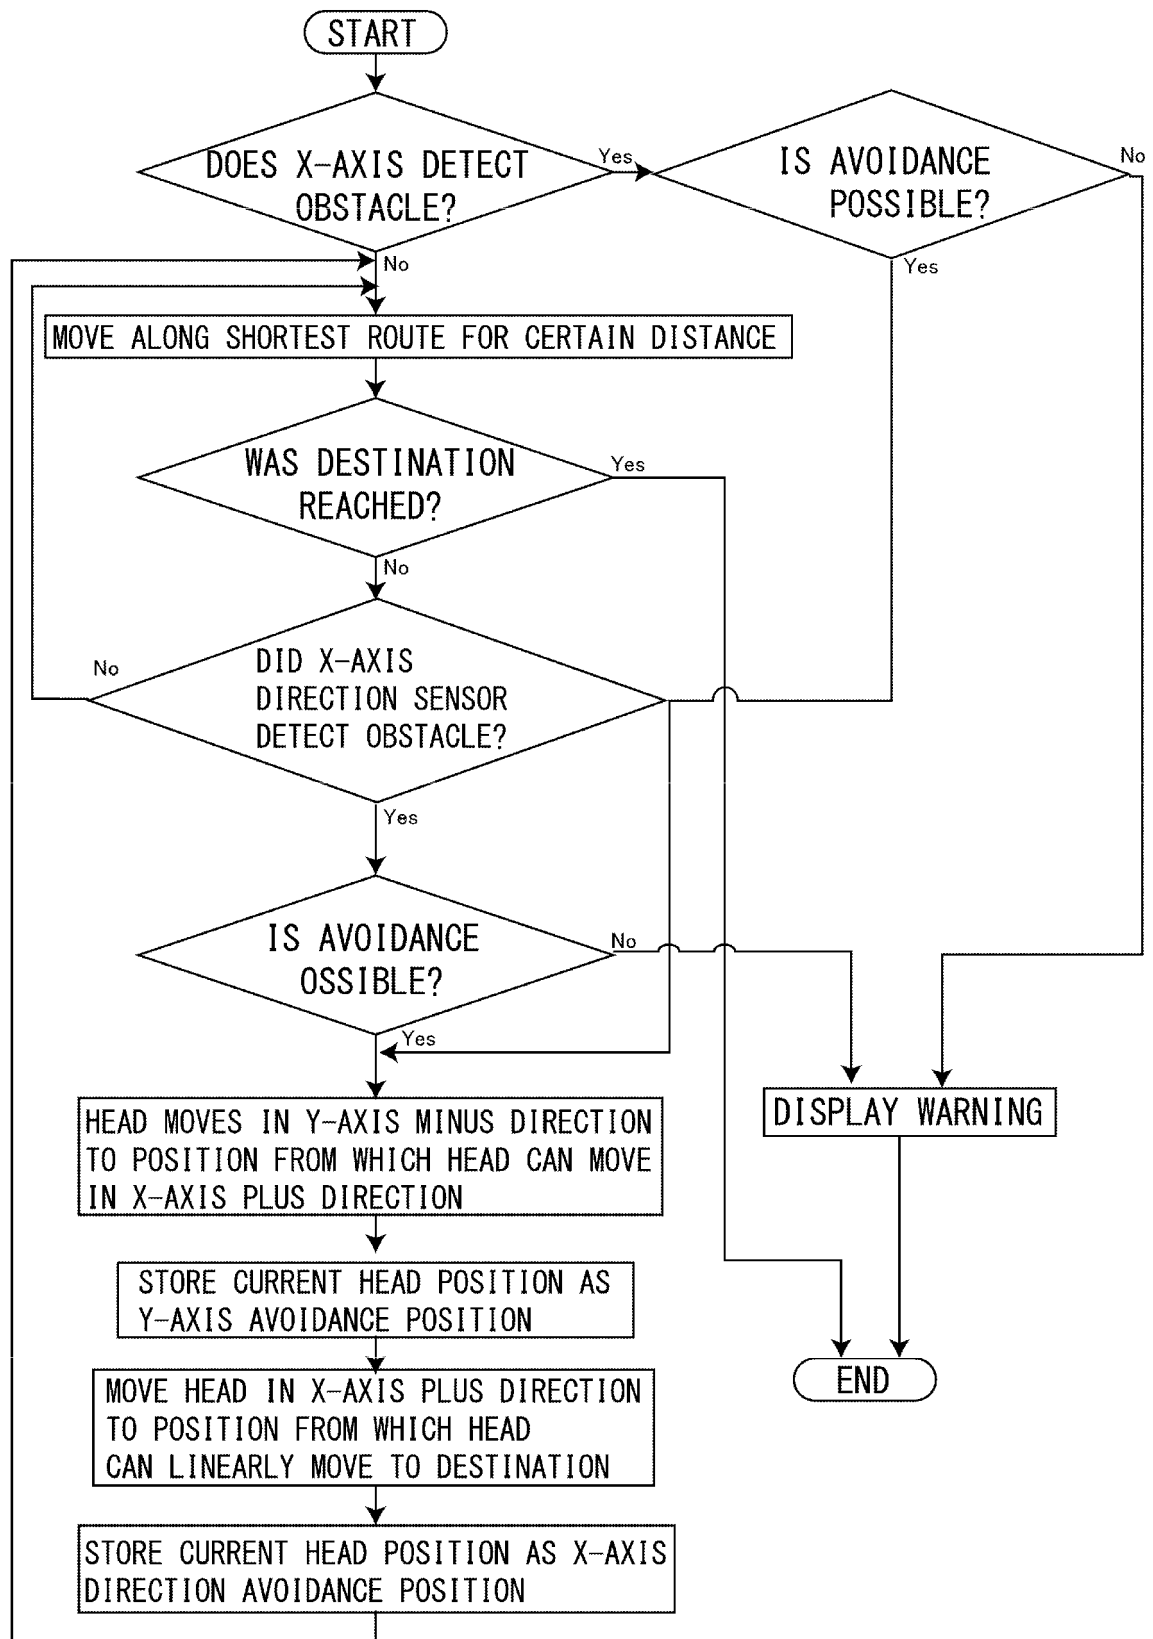 START
DOES X-AXIS DETECT
OBSTACLE?
Yes
IS AVOIDANCE
POSSIBLE?
No
No
Yes
MOVE ALONG SHORTEST ROUTE FOR CERTAIN DISTANCE
WAS DESTINATION
REACHED?
Yes
No
DID X-AXIS
DIRECTION SENSOR
DETECT OBSTACLE?
No
Yes
IS AVOIDANCE
OSSIBLE?
No
Yes
HEAD MOVES IN Y-AXIS MINUS DIRECTION
TO POSITION FROM WHICH HEAD CAN MOVE
IN X-AXIS PLUS DIRECTION
DISPLAY WARNING
STORE CURRENT HEAD POSITION AS
Y-AXIS AVOIDANCE POSITION
MOVE HEAD IN X-AXIS PLUS DIRECTION
TO POSITION FROM WHICH HEAD
CAN LINEARLY MOVE TO DESTINATION
END
STORE CURRENT HEAD POSITION AS X-AXIS
DIRECTION AVOIDANCE POSITION